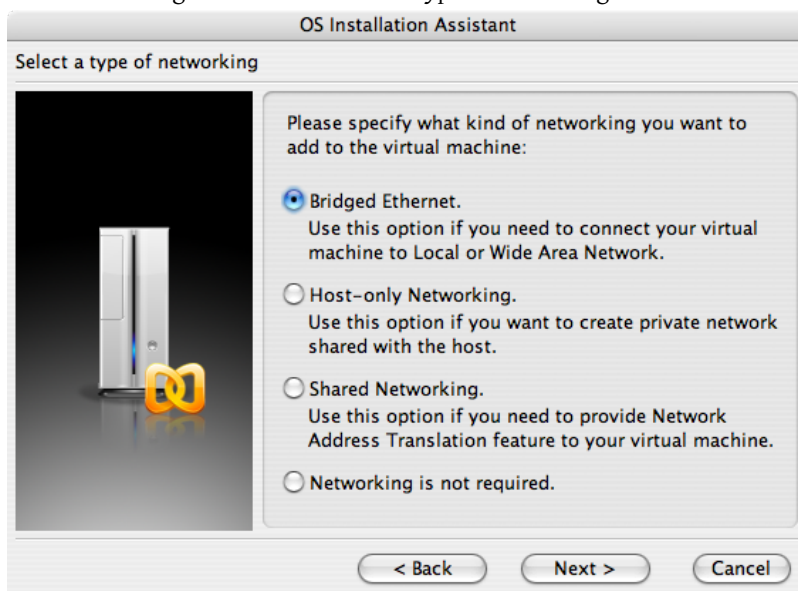 OS Installation Assistant
Select a type of networking
Please specify what kind of networking you want to
add to the virtual machine:
Bridged Ethernet.
Use this option if you need to connect your virtual
machine to Local or Wide Area Network.
Host-only Networking.
Use this option if you want to create private network
shared with the host.
Shared Networking.
Use this option if you need to provide Network
Address Translation feature to your virtual machine.
Networking is not required.
< Back
Next >
Cancel